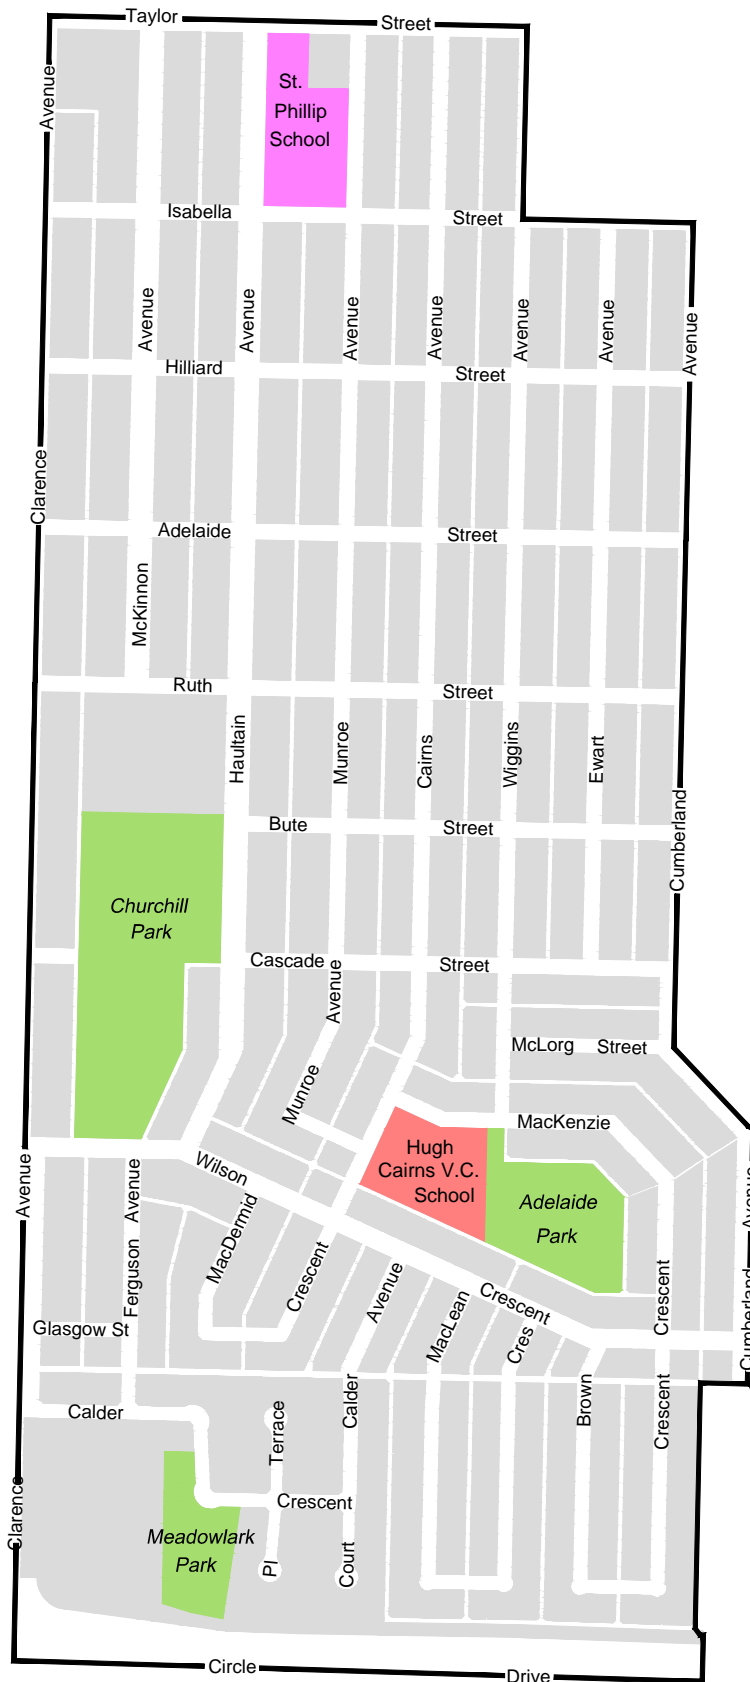 Taylor Street
Avenue
St.
Phillip
School
Isabella Street
Avenue
Avenue
Avenue
Avenue
Avenue
Avenue
Avenue
Hilliard Street
Clarence
Adelaide Street
McKinnon
Ruth Street
Haultain
Munroe
Cairns
Wiggins
Ewart
Cumberland
Bute Street
Churchill
Park
Cascade Street
Avenue
McLorg Street
Munroe
MacKenzie
Hugh
Cairns V.C.
School
Adelaide
Park
Wilson
Avenue
Avenue
Avenue
MacDermid
Ferguson
Crescent
Avenue
Crescent
Crescent
Cumberland
Glasgow St
MacLean
Cres
Calder
Calder
Terrace
Brown
Crescent
Crescent
Clarence
Meadowlark
Park
Pl
Court
Circle Drive